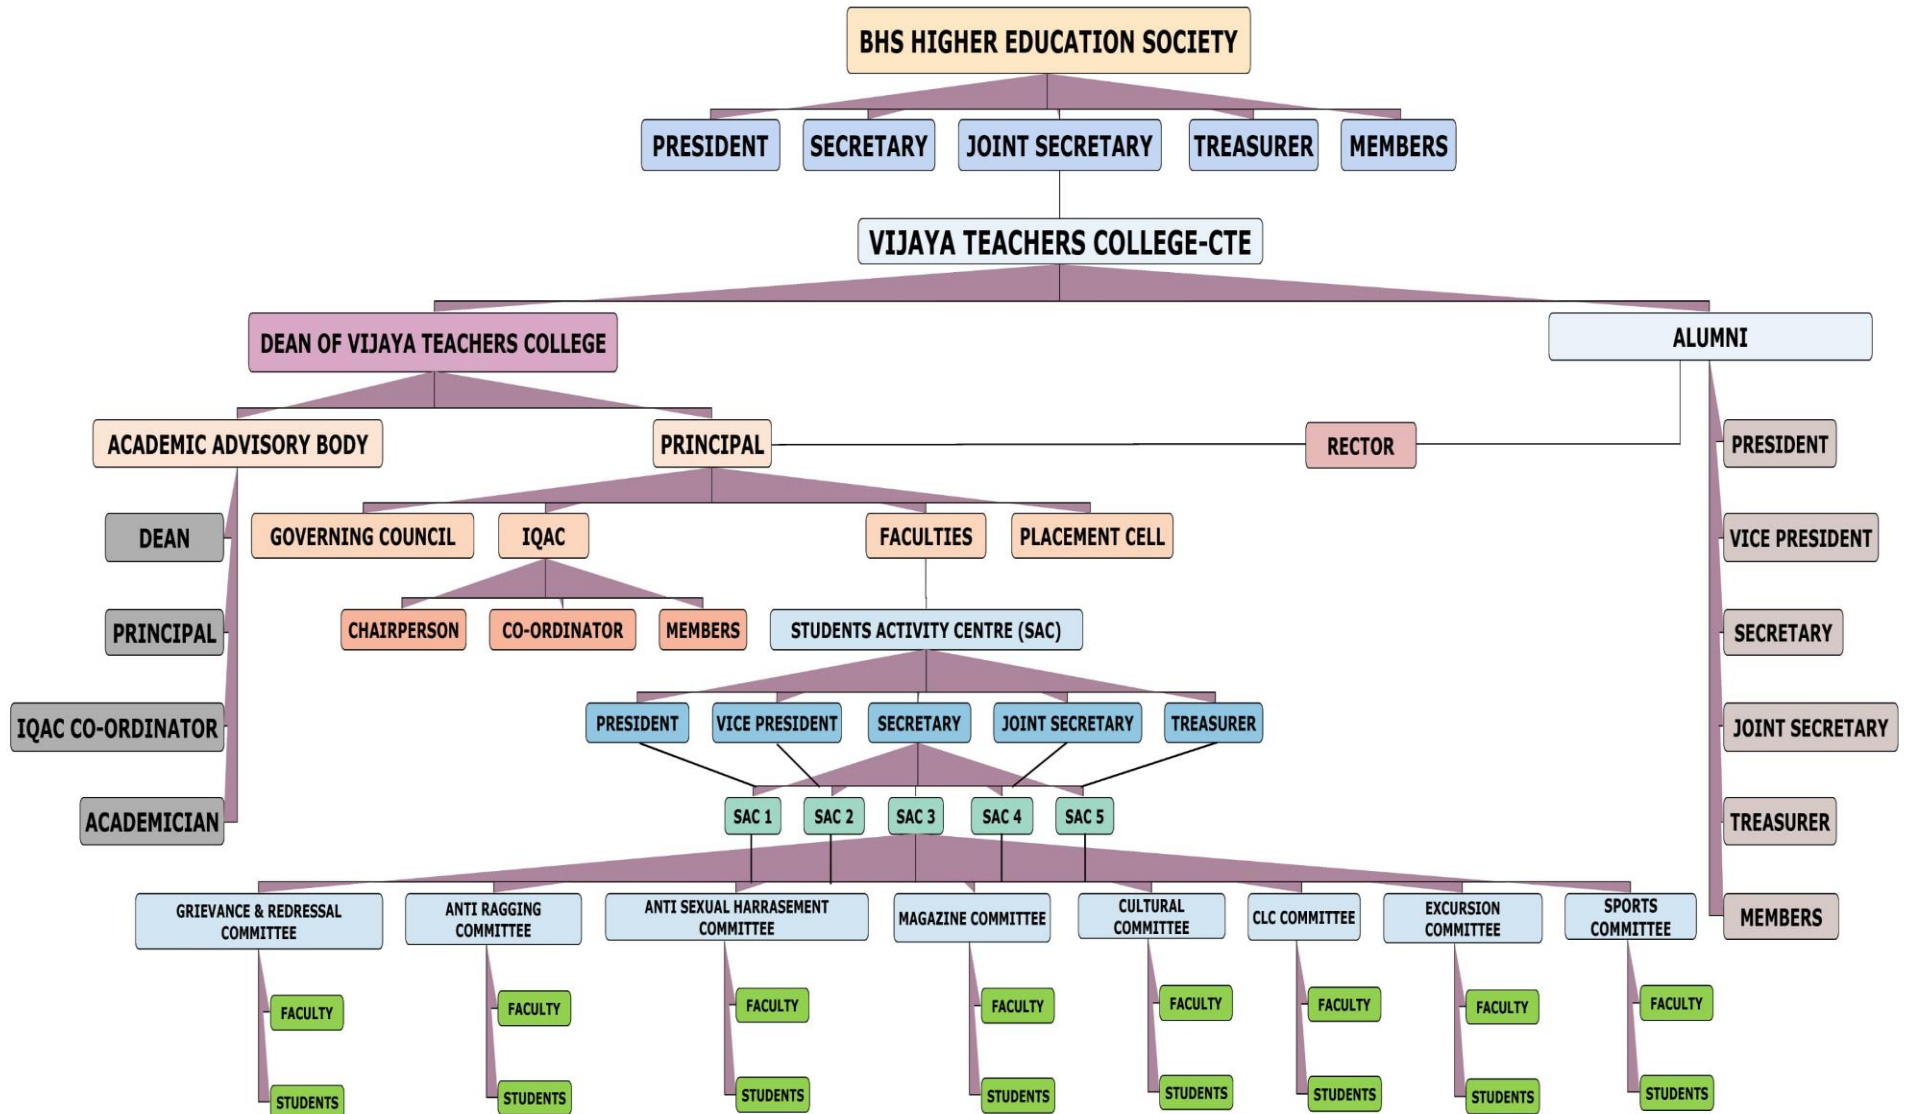 BHS HIGHER EDUCATION SOCIETY
PRESIDENT
SECRETARY
JOINT SECRETARY
TREASURER
MEMBERS
VIJAYA TEACHERS COLLEGE-CTE
DEAN OF VIJAYA TEACHERS COLLEGE
ALUMNI
ACADEMIC ADVISORY BODY
PRINCIPAL
RECTOR
PRESIDENT
DEAN
GOVERNING COUNCIL
IQAC
FACULTIES
PLACEMENT CELL
VICE PRESIDENT
PRINCIPAL
CHAIRPERSON
CO-ORDINATOR
MEMBERS
STUDENTS ACTIVITY CENTRE (SAC)
SECRETARY
IQAC CO-ORDINATOR
PRESIDENT
VICE PRESIDENT
SECRETARY
JOINT SECRETARY
TREASURER
JOINT SECRETARY
ACADEMICIAN
SAC 1
SAC 2
SAC 3
SAC 4
SAC 5
TREASURER
GRIEVANCE & REDRESSAL
COMMITTEE
ANTI RAGGING
COMMITTEE
ANTI SEXUAL HARRASEMENT
COMMITTEE
MAGAZINE COMMITTEE
CULTURAL
COMMITTEE
CLC COMMITTEE
EXCURSION
COMMITTEE
SPORTS
COMMITTEE
MEMBERS
FACULTY
FACULTY
FACULTY
FACULTY
FACULTY
FACULTY
FACULTY
FACULTY
STUDENTS
STUDENTS
STUDENTS
STUDENTS
STUDENTS
STUDENTS
STUDENTS
STUDENTS